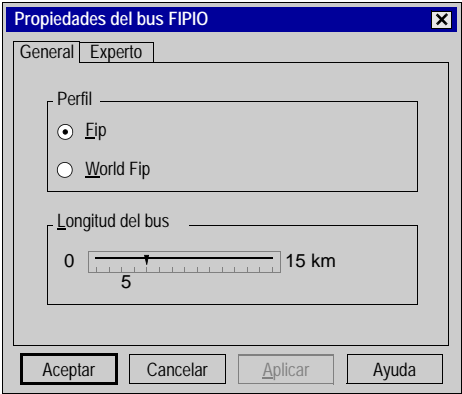 Propiedades del bus FIPIO
General Experto
Perfil
Fip
World Fip
Longitud del bus
0 15 km
5
Aceptar Cancelar Aplicar Ayuda